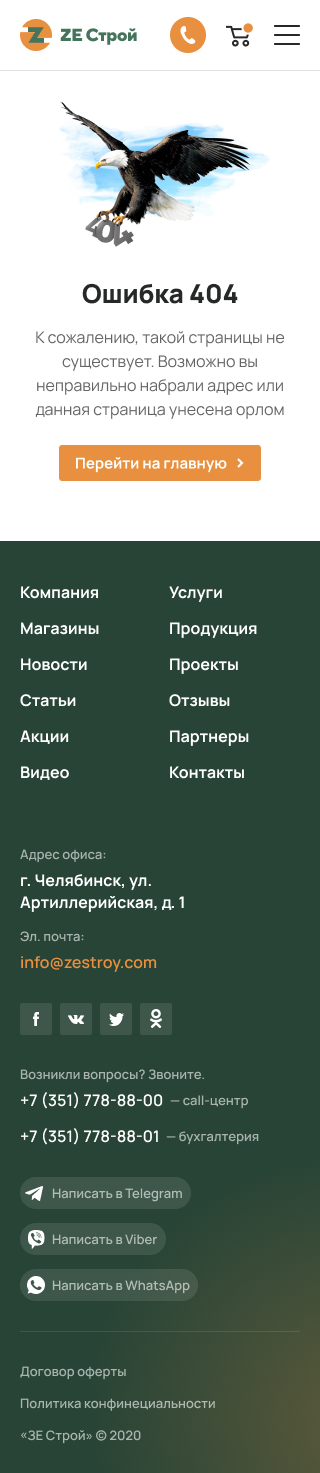 ZE Строй
404
Ошибка 404
К сожалению, такой страницы не
существует. Возможно вы
неправильно набрали адрес или
данная страница унесена орлом
Перейти на главную
Компания
Услуги
Магазины
Продукция
Новости
Проекты
Статьи
Отзывы
Акции
Партнеры
Видео
Контакты
Адрес офиса:
г. Челябинск, ул.
Артиллерийская, д. 1
Эл. почта:
info@zestroy.com
Возникли вопросы? Звоните.
+7 (351) 778-88-00 — call-центр
+7 (351) 778-88-01 — бухгалтерия
Написать в Telegram
Написать в Viber
Написать в WhatsApp
Договор оферты
Политика конфинециальности
«ЗЕ Строй» © 2020